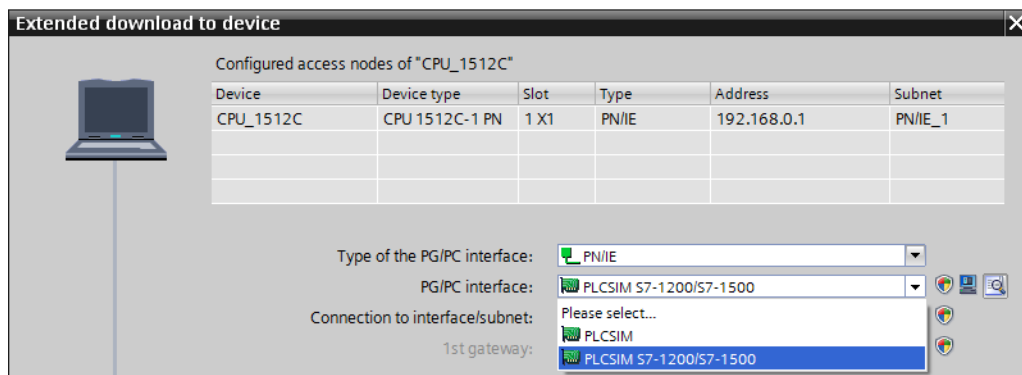 Extended download to device
Configured access nodes of "CPU_1512C"
Device Device type Slot Type Address Subnet
CPU_1512C CPU 1512C-1 PN 1 X1 PN/IE 192.168.0.1 PN/IE_1
Type of the PG/PC interface: PN/IE
PG/PC interface: PLCSIM S7-1200/S7-1500
Connection to interface/subnet: Please select...
PLCSIM
1st gateway: PLCSIM S7-1200/S7-1500